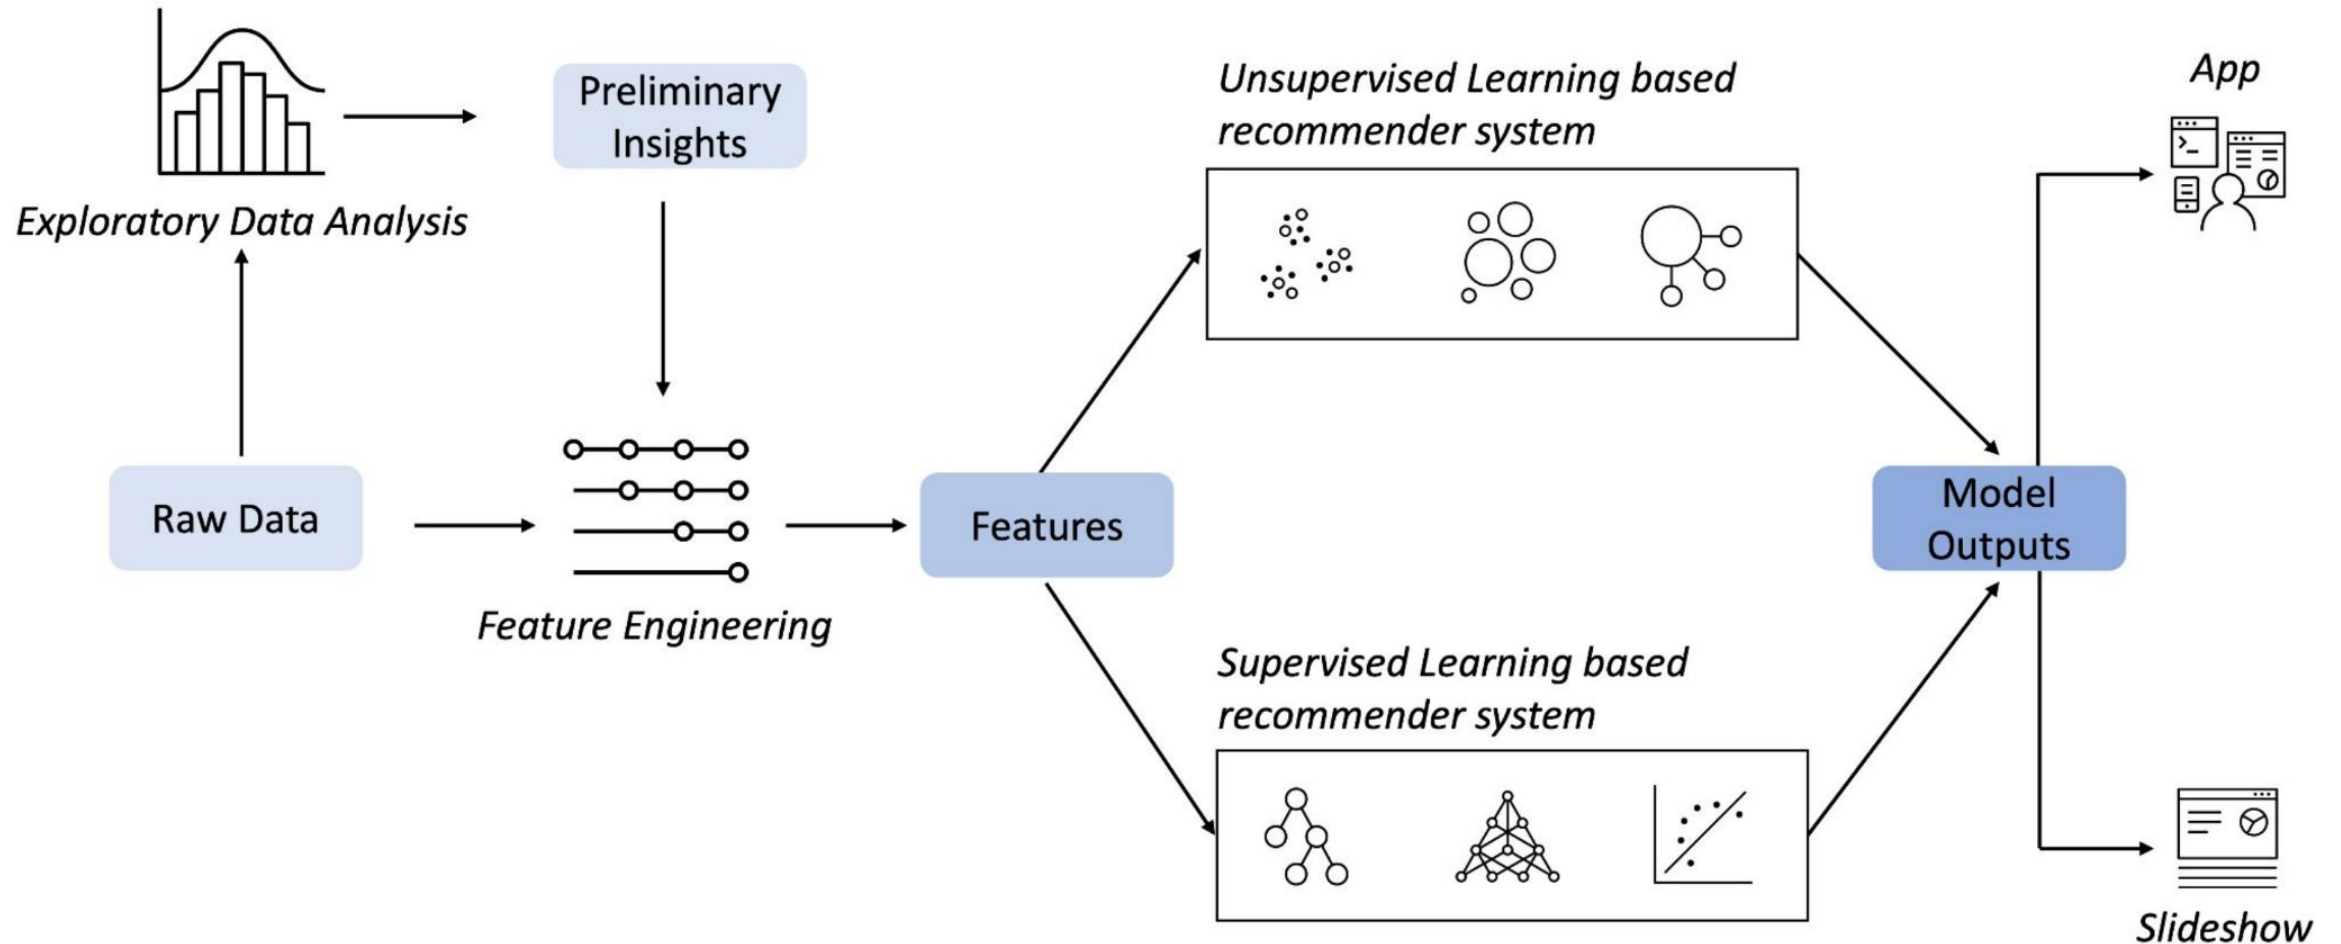 Exploratory Data Analysis
Preliminary
Insights
Raw Data
Feature Engineering
Features
Unsupervised Learning based
recommender system
Supervised Learning based
recommender system
Model
Outputs
App
Slideshow